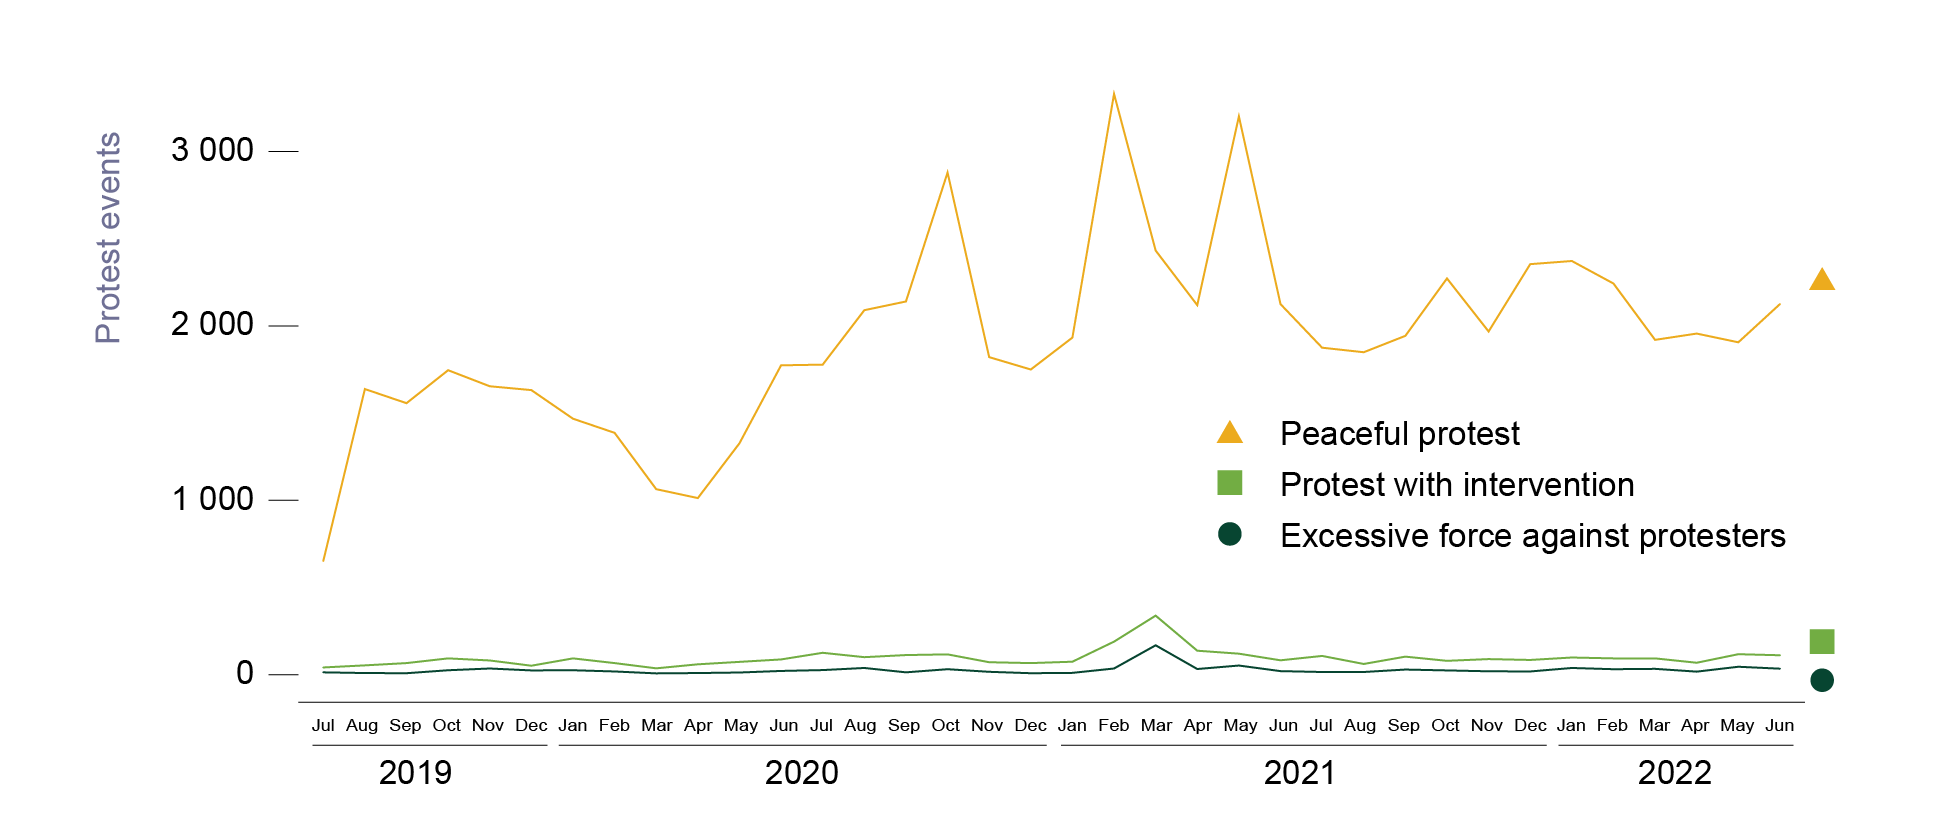 Protest events
3 000
2 000
1 000
0
Peaceful protest
Protest with intervention
Excessive force against protesters
Jul Aug Sep Oct Nov Dec Jan Feb Mar Apr May Jun Jul Aug Sep Oct Nov Dec Jan Feb Mar Apr May Jun Jul Aug Sep Oct Nov Dec Jan Feb Mar Apr May Jun
2019 2020 2021 2022